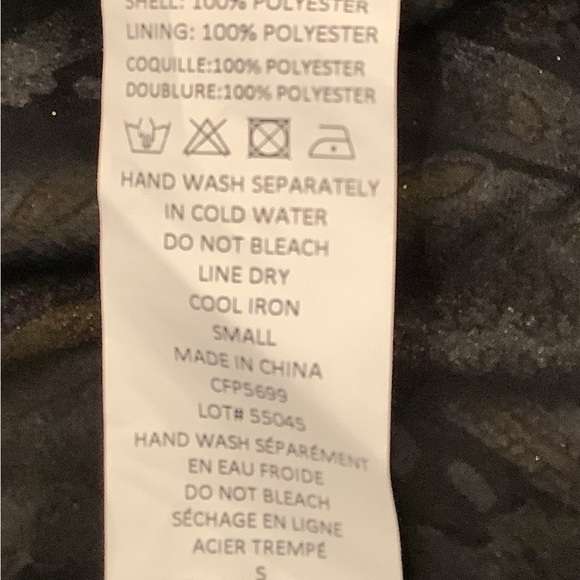 SHELL: 100% POLYESTER
LINING: 100% POLYESTER
COQUILLE:100% POLYESTER
DOUBLURE:100% POLYESTER
HAND WASH SEPARATELY
IN COLD WATER
DO NOT BLEACH
LINE DRY
COOL IRON
SMALL
MADE IN CHINA
CFP5699
LOT# 55045
HAND WASH SÉPARÉMENT
EN EAU FROIDE
DO NOT BLEACH
SÉCHAGE EN LIGNE
ACIER TREMPÉ
S